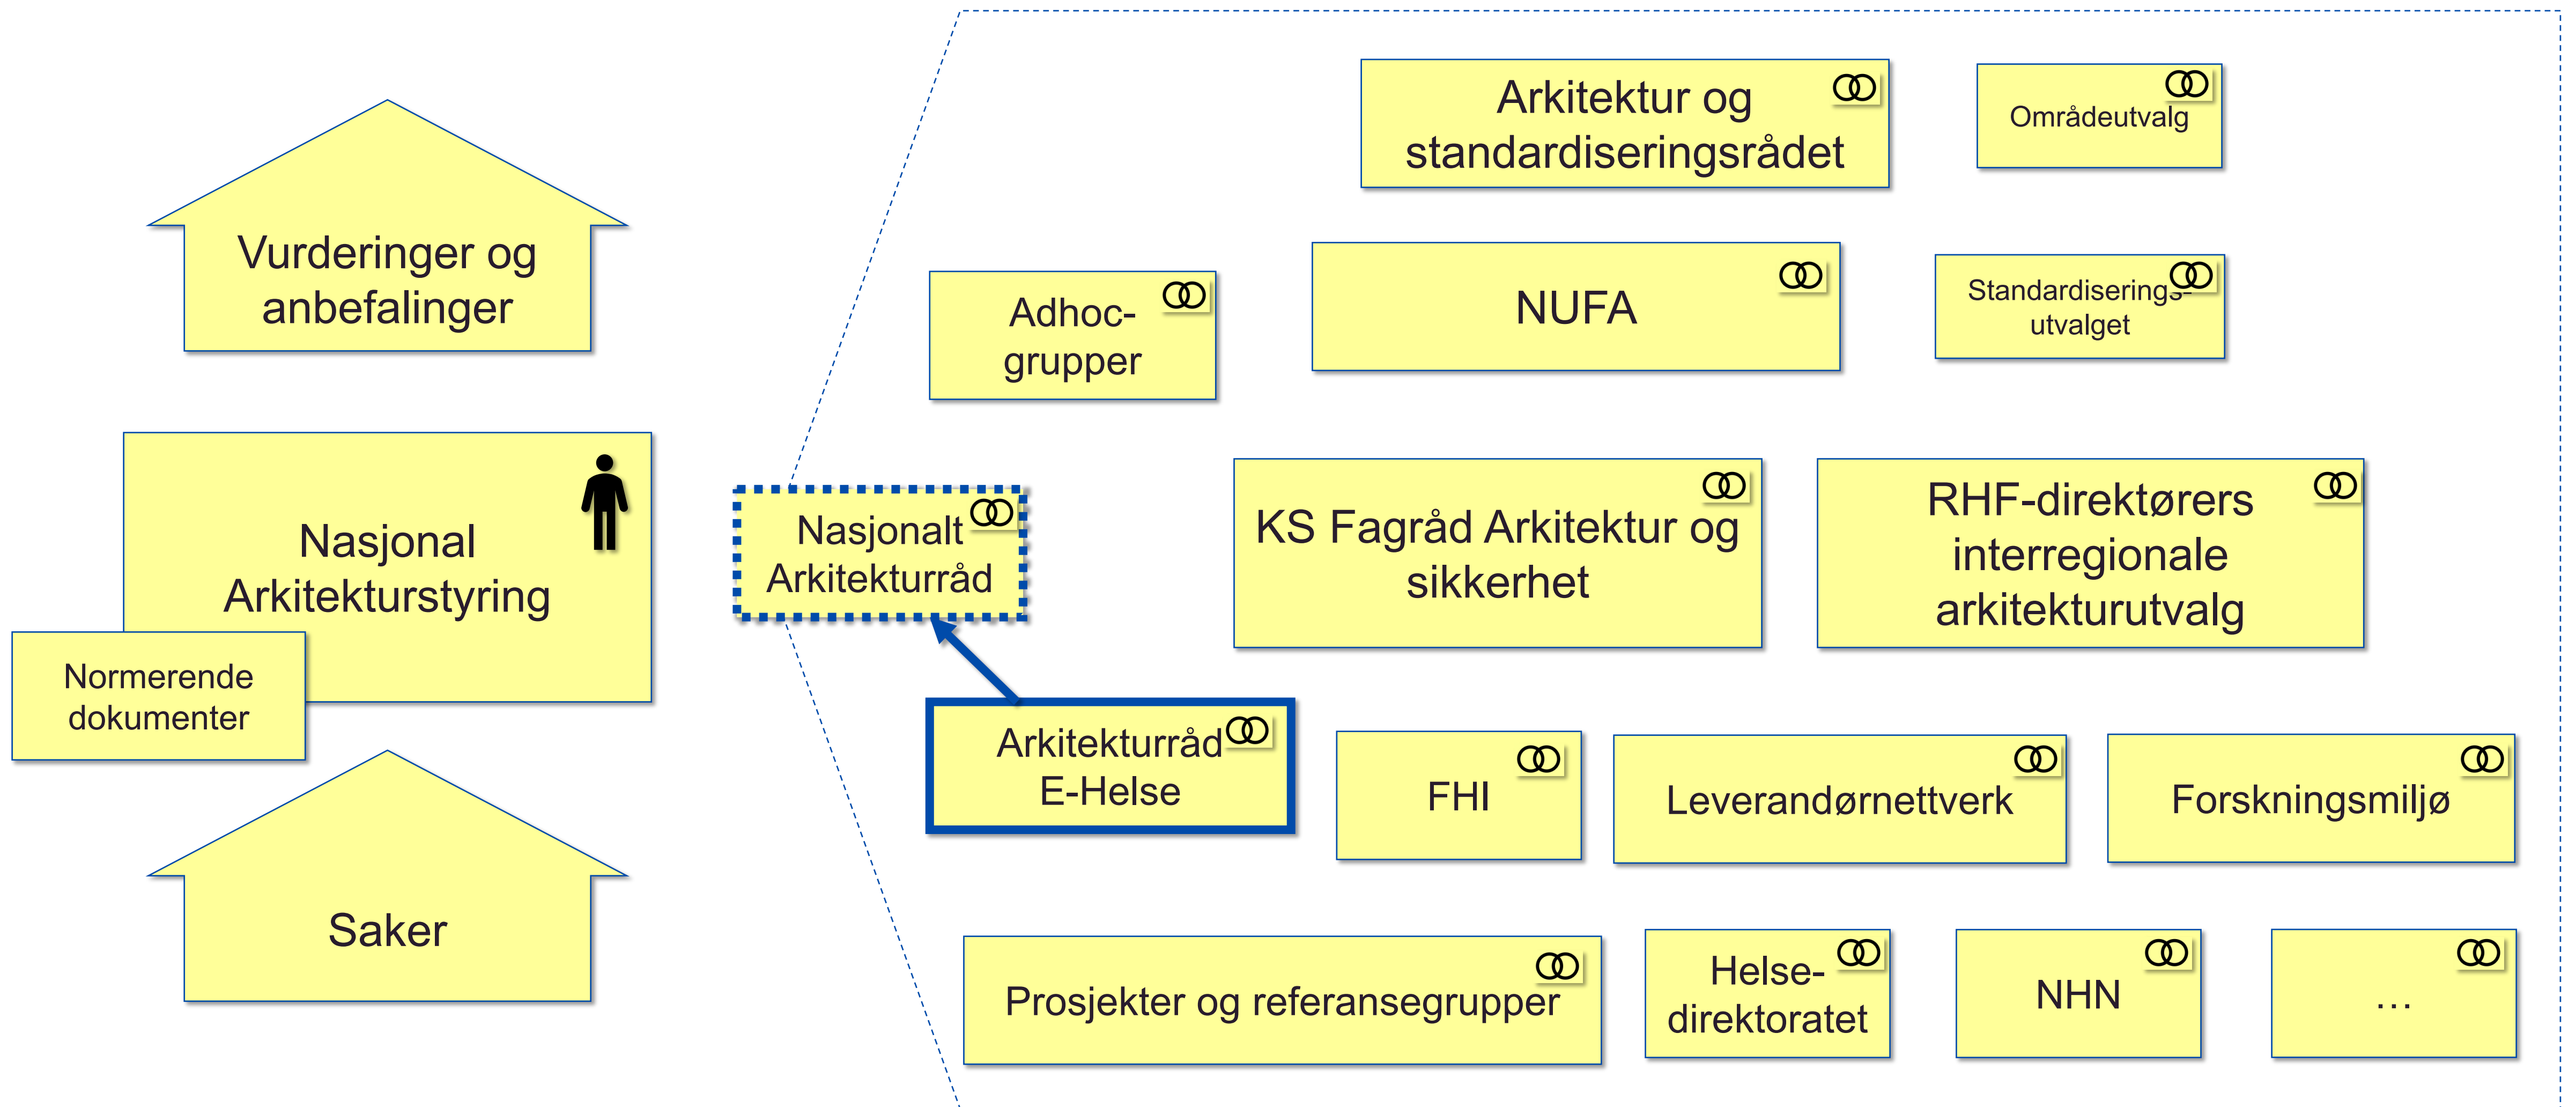 Arkitektur og
standardiseringsrådet
Områdeutvalg
Vurderinger og
anbefalinger
Adhoc-
grupper
NUFA
Standardiserings-
utvalget
Nasjonal
Arkitekturstyring
Normerende
dokumenter
Nasjonalt
Arkitekturråd
KS Fagråd Arkitektur og
sikkerhet
RHF-direktørers
interregionale
arkitekturutvalg
Arkitekturråd
E-Helse
FHI
Leverandørnettverk
Forskningsmiljø
Saker
Prosjekter og referansegrupper
Helse-
direktoratet
NHN
…